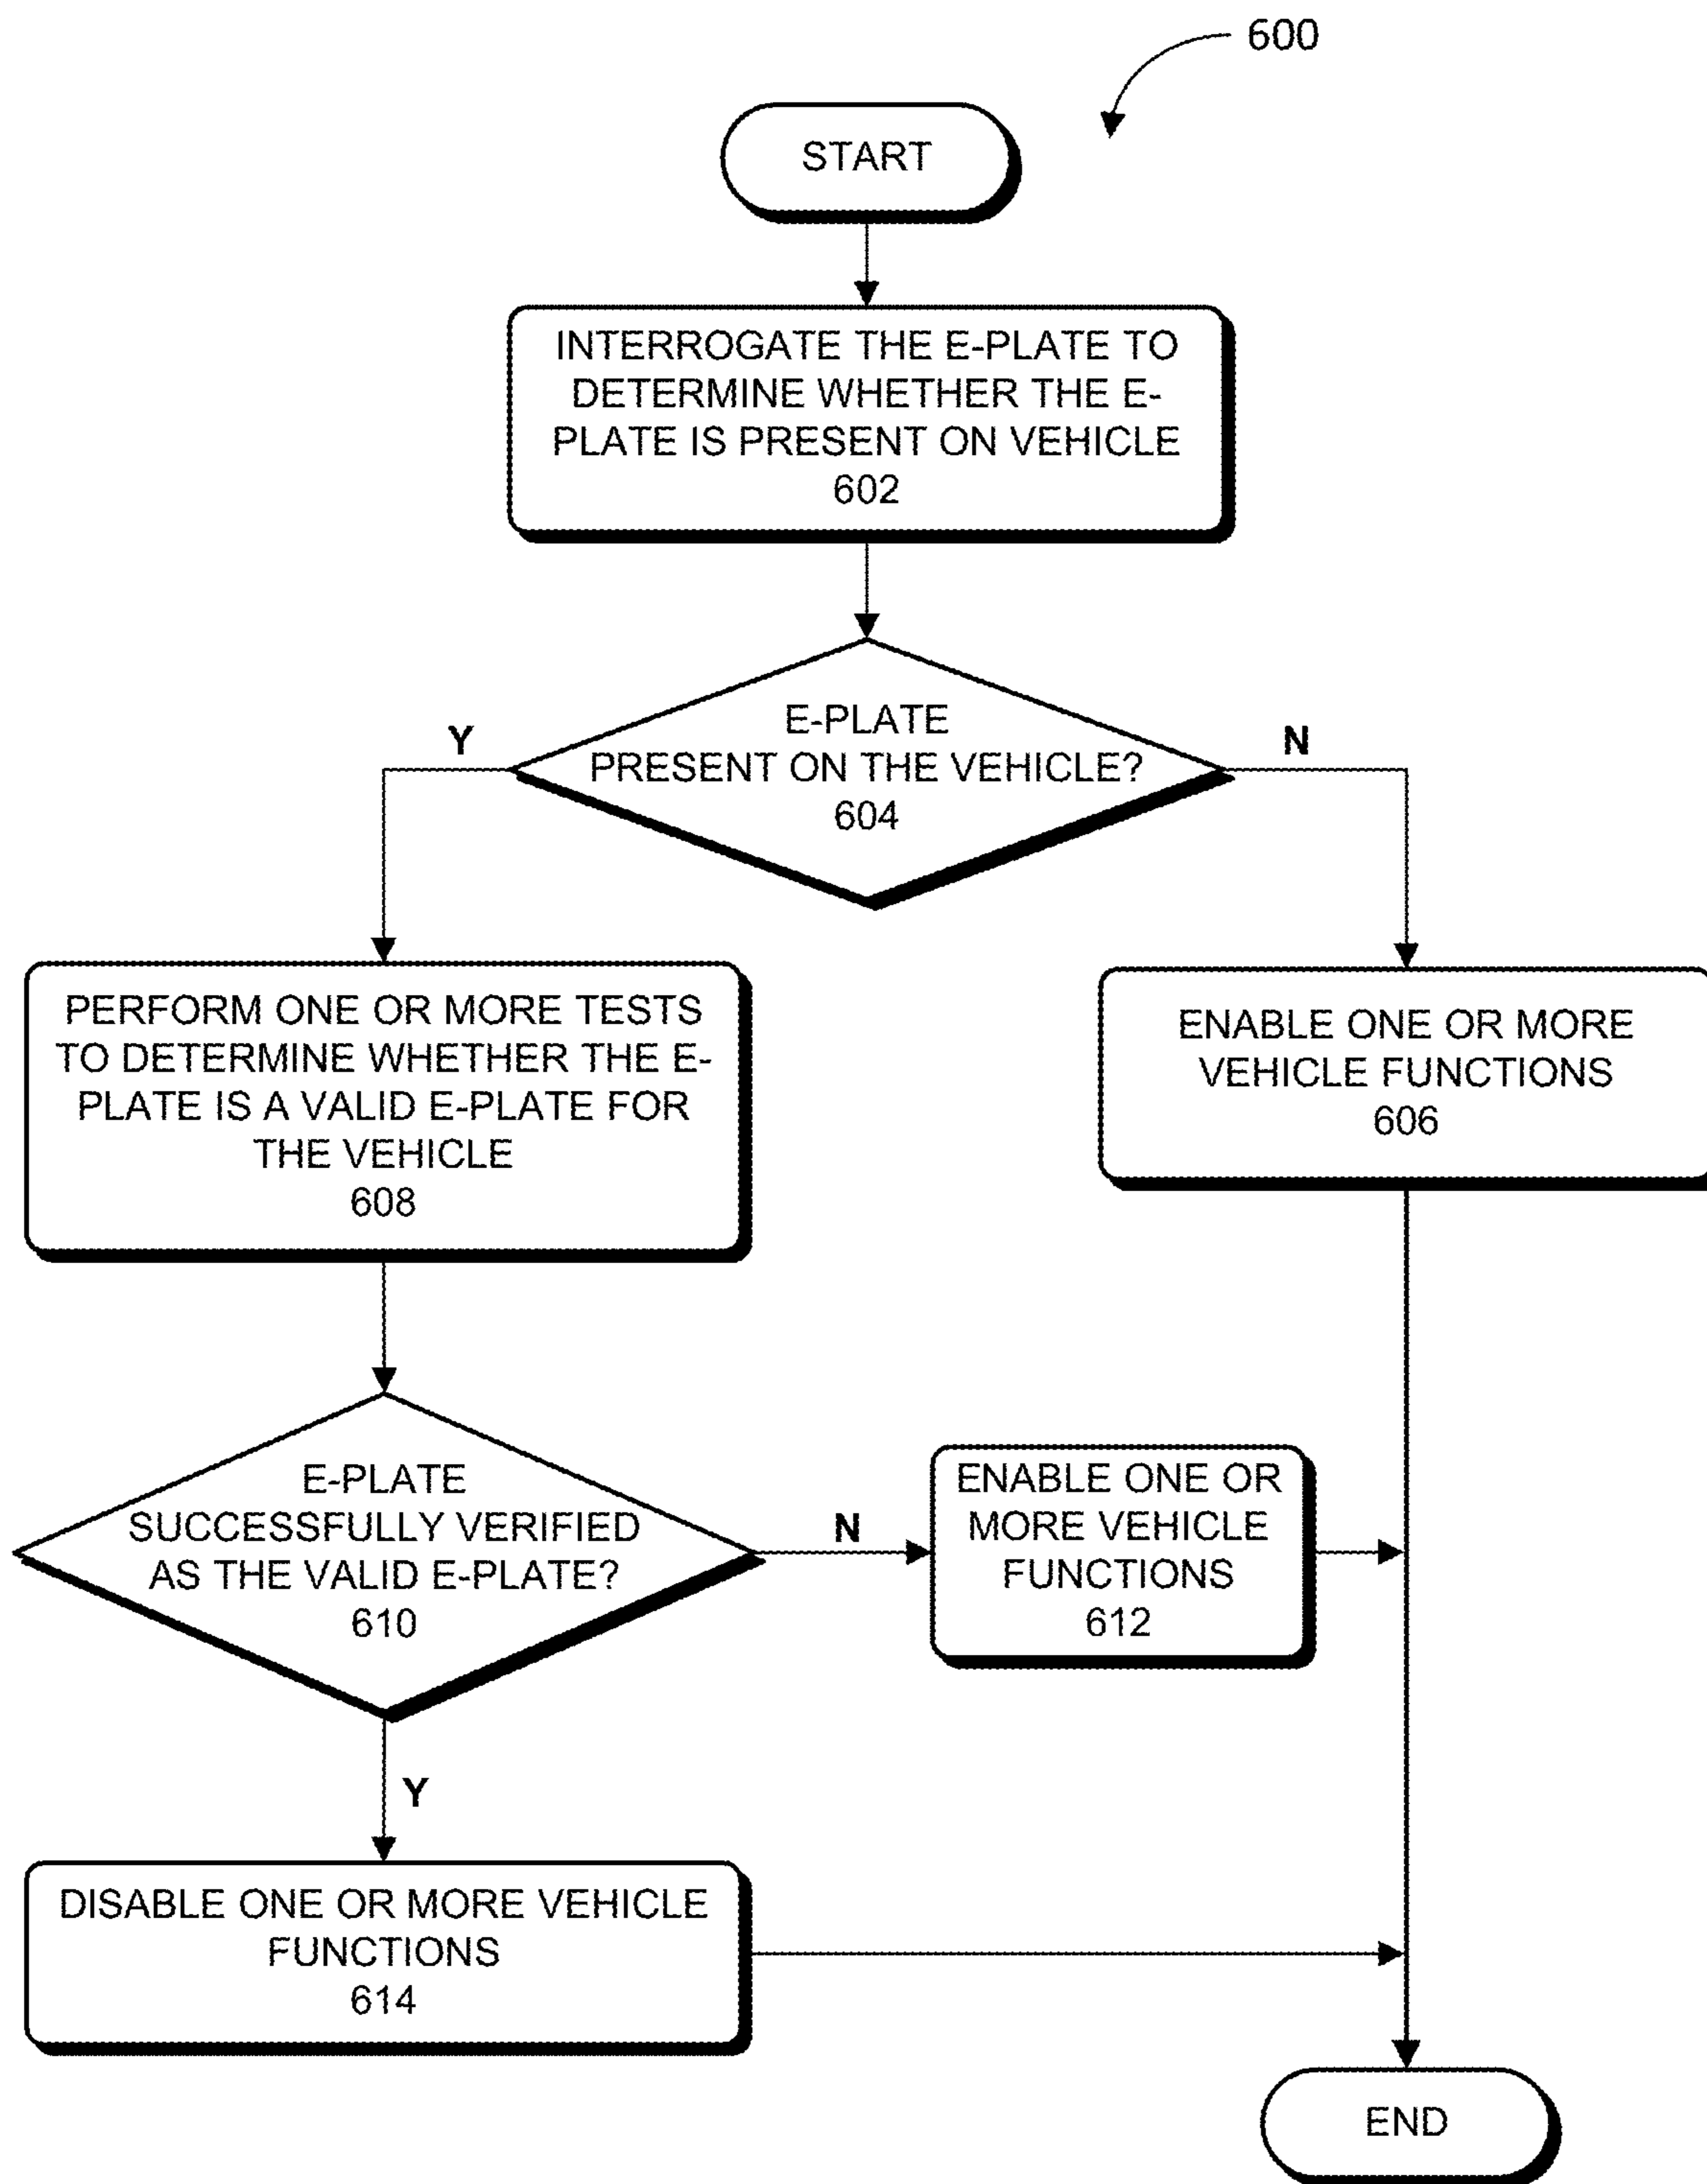 600
START
INTERROGATE THE E-PLATE TO
DETERMINE WHETHER THE E-
PLATE IS PRESENT ON VEHICLE
602
E-PLATE
PRESENT ON THE VEHICLE?
604
Y
N
PERFORM ONE OR MORE TESTS
TO DETERMINE WHETHER THE E-
PLATE IS A VALID E-PLATE FOR
THE VEHICLE
608
ENABLE ONE OR MORE
VEHICLE FUNCTIONS
606
E-PLATE
SUCCESSFULLY VERIFIED
AS THE VALID E-PLATE?
610
N
ENABLE ONE OR
MORE VEHICLE
FUNCTIONS
612
Y
DISABLE ONE OR MORE VEHICLE
FUNCTIONS
614
END